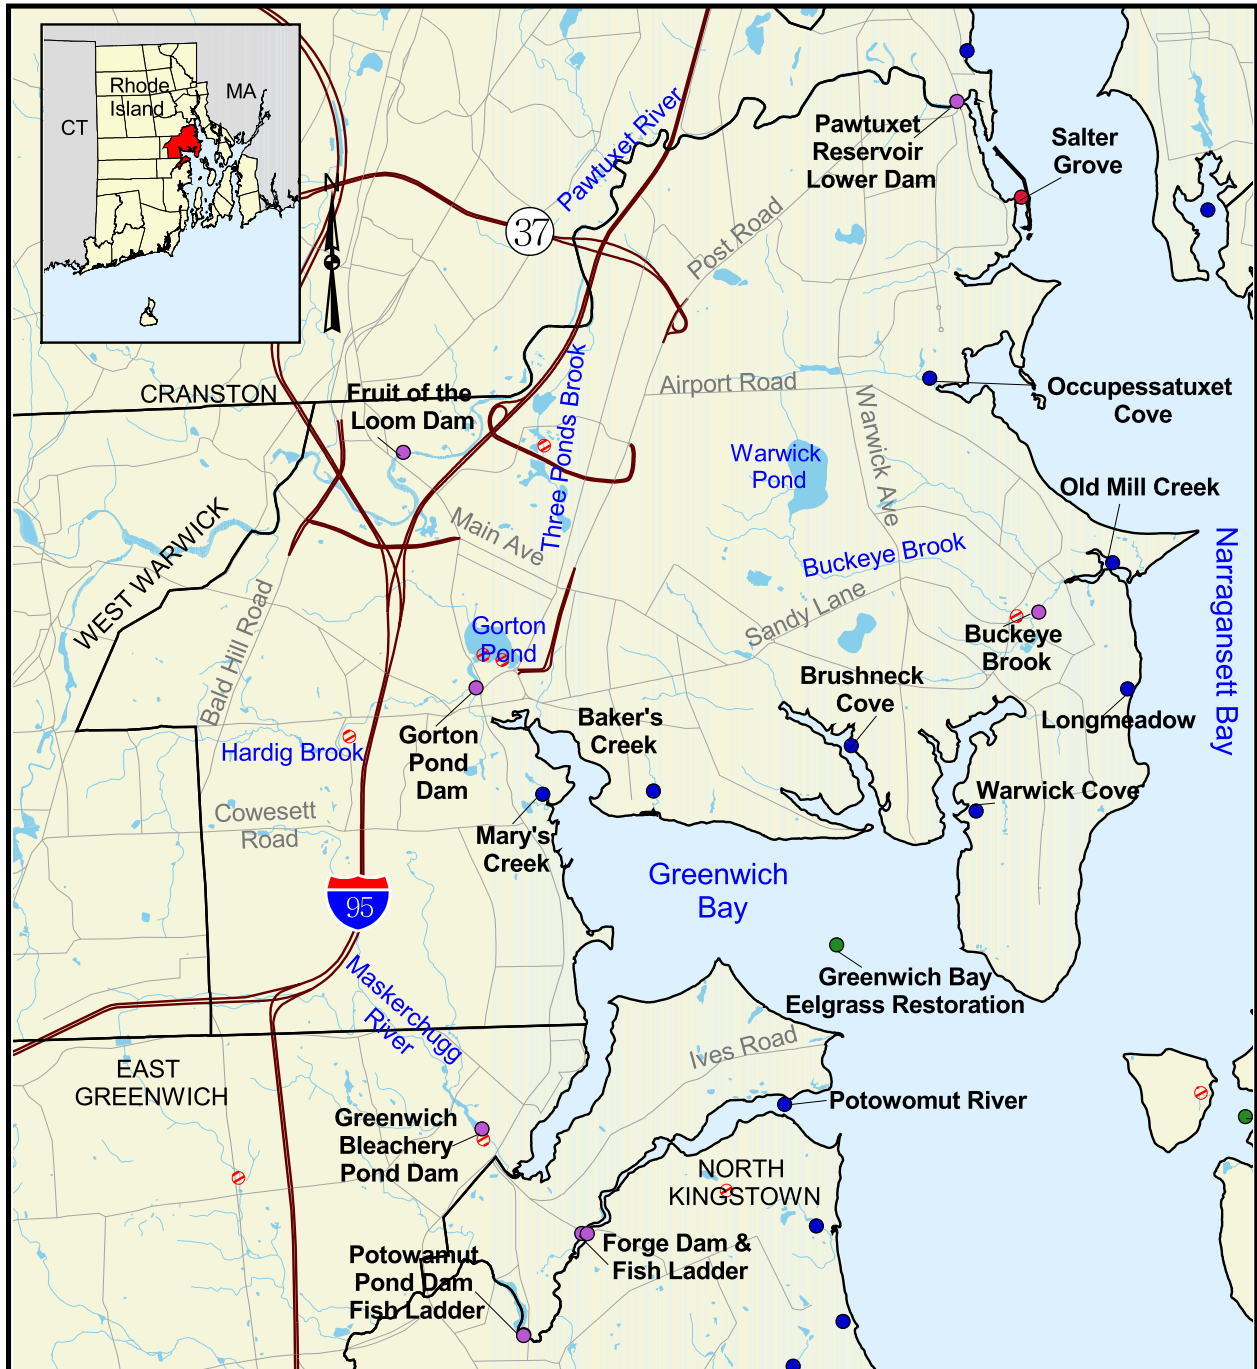 Rhode
Island
MA
CT
N
37
Pawtuxet River
Pawtuxet
Reservoir
Lower Dam
Salter
Grove
Post Road
CRANSTON
Fruit of the
Loom Dam
Three Ponds Brook
Airport Road
Occupessatuxet
Cove
Warwick Ave
Warwick
Pond
Old Mill Creek
WEST WARWICK
Main Ave
Buckeye Brook
Narragansett Bay
Bald Hill Road
Sandy Lane
Gorton
Pond
Buckeye
Brook
Brushneck
Cove
Baker's
Creek
Longmeadow
Hardig Brook
Gorton
Pond
Dam
Warwick Cove
Cowesett
Road
Mary's
Creek
Greenwich
Bay
95
Maskerchugg
River
Greenwich Bay
Eelgrass Restoration
Ives Road
EAST
GREENWICH
Potowomut River
Greenwich
Bleachery
Pond Dam
NORTH
KINGSTOWN
Forge Dam &
Fish Ladder
Potowamut
Pond Dam
Fish Ladder